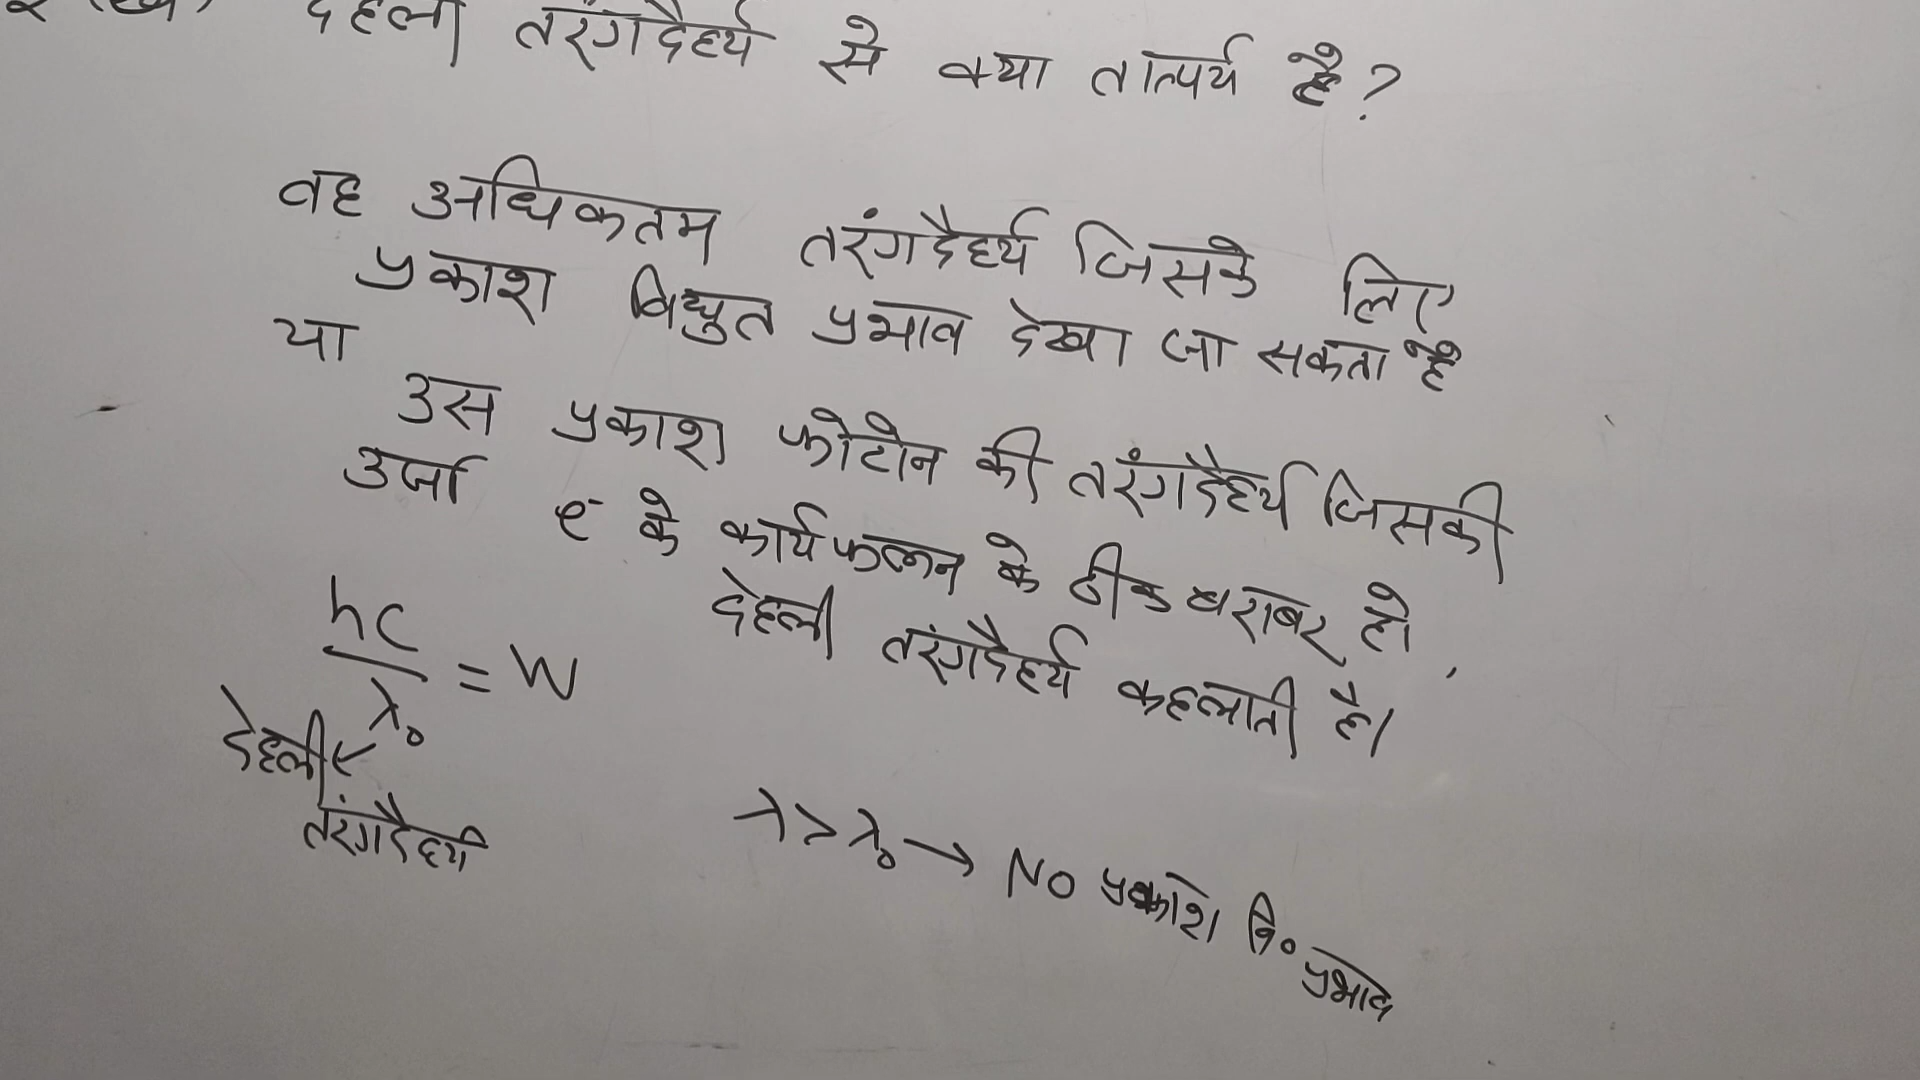 देहली तरंगदैर्ध्य से क्या तात्पर्य है?
वह अधिकतम तरंगदैर्ध्य जिसके लिए
प्रकाश विद्युत प्रभाव देखा जा सकता है
या
उस प्रकाश फोटोन की तरंगदैर्ध्य जिसकी
उर्जा e⁻ के कार्यफलन के ठीक बराबर हो,
देहली तरंगदैर्ध्य कहलाती है।
hc/λ₀ = W
देहली ←
तरंगदैर्ध्य
λ > λ₀ → No प्रकाश वि० प्रभाव